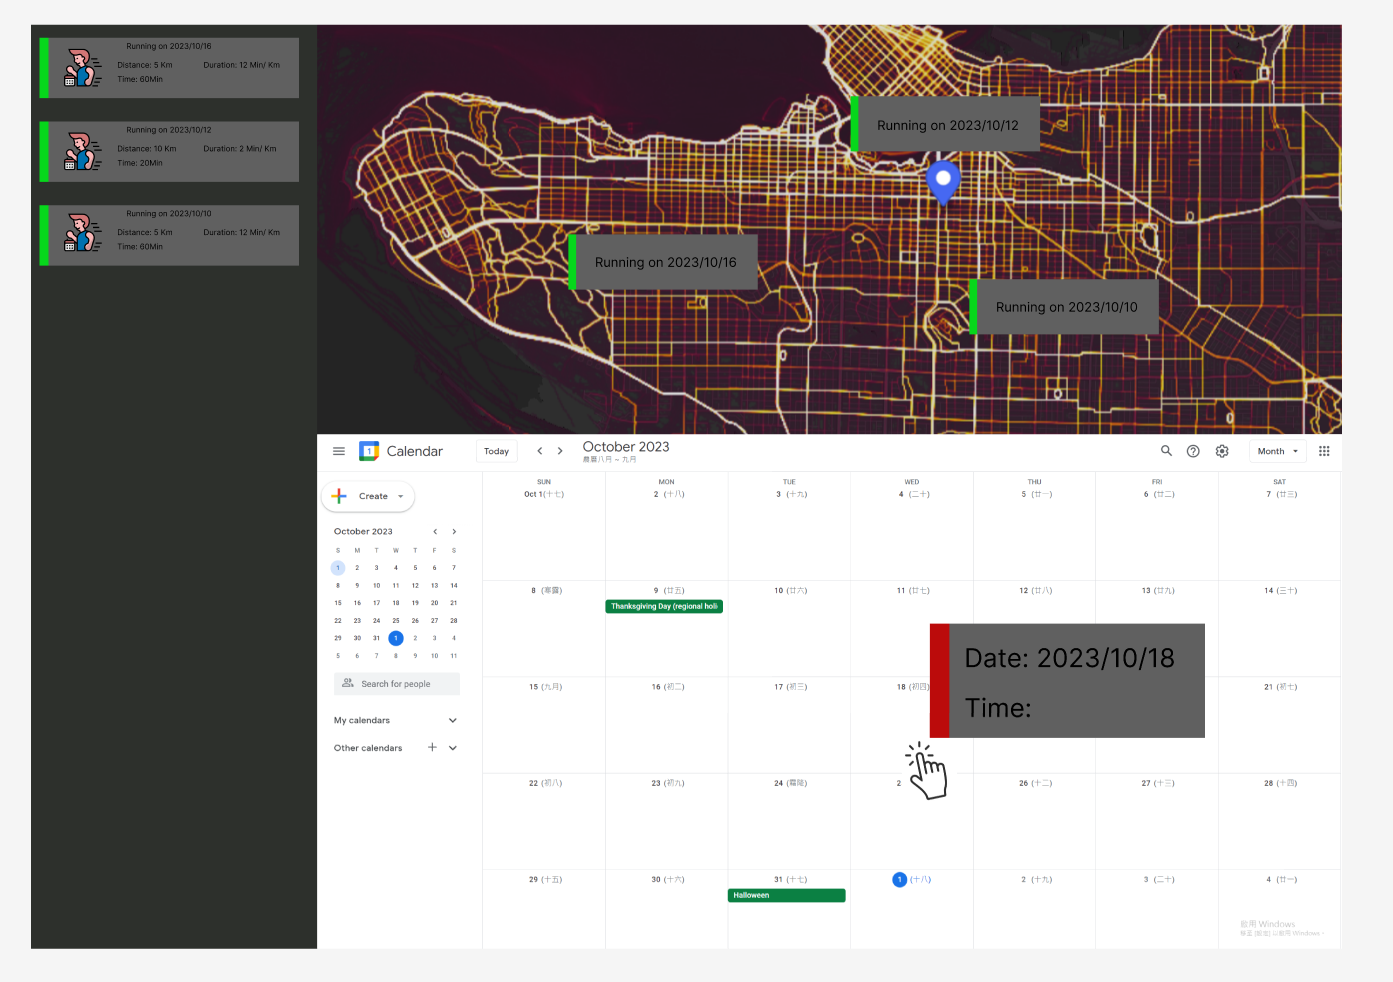 Running on 2023/10/16
Distance: 5 Km Duration: 12 Min/ Km
Time: 60Min
Running on 2023/10/12
Distance: 10 Km Duration: 2 Min/ Km
Time: 20Min
Running on 2023/10/10
Distance: 5 Km Duration: 12 Min/ Km
Time: 60Min
Running on 2023/10/12
Running on 2023/10/16
Running on 2023/10/10
1 Calendar Today October 2023 Month
農曆八月 ~ 九月
Create
October 2023
S M T W T F S
1 2 3 4 5 6 7
8 9 10 11 12 13 14
15 16 17 18 19 20 21
22 23 24 25 26 27 28
29 30 31 1 2 3 4
5 6 7 8 9 10 11
Search for people
My calendars
Other calendars
SUN MON TUE WED THU FRI SAT
Oct 1(十七) 2 (十八) 3 (十九) 4 (二十) 5 (廿一) 6 (廿二) 7 (廿三)
8 (寒露) 9 (廿五) 10 (廿六) 11 (廿七) 12 (廿八) 13 (廿九) 14 (三十)
Thanksgiving Day (regional holi
Date: 2023/10/18
Time:
15 (九月) 16 (初二) 17 (初三) 18 (初四) 21 (初七)
22 (初八) 23 (初九) 24 (霜降) 2 26 (十二) 27 (十三) 28 (十四)
29 (十五) 30 (十六) 31 (十七) 1 (十八) 2 (十九) 3 (二十) 4 (廿一)
Halloween
啟用 Windows
移至 [設定] 以啟用 Windows。